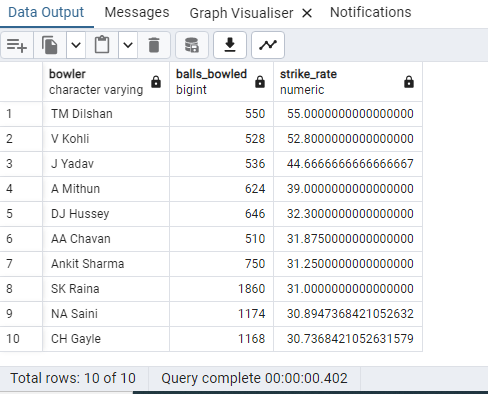 Data Output Messages Graph Visualiser × Notifications
bowler balls_bowled strike_rate
character varying bigint numeric
1 TM Dilshan 550 55.0000000000000000
2 V Kohli 528 52.8000000000000000
3 J Yadav 536 44.6666666666666667
4 A Mithun 624 39.0000000000000000
5 DJ Hussey 646 32.3000000000000000
6 AA Chavan 510 31.8750000000000000
7 Ankit Sharma 750 31.2500000000000000
8 SK Raina 1860 31.0000000000000000
9 NA Saini 1174 30.8947368421052632
10 CH Gayle 1168 30.7368421052631579
Total rows: 10 of 10 Query complete 00:00:00.402